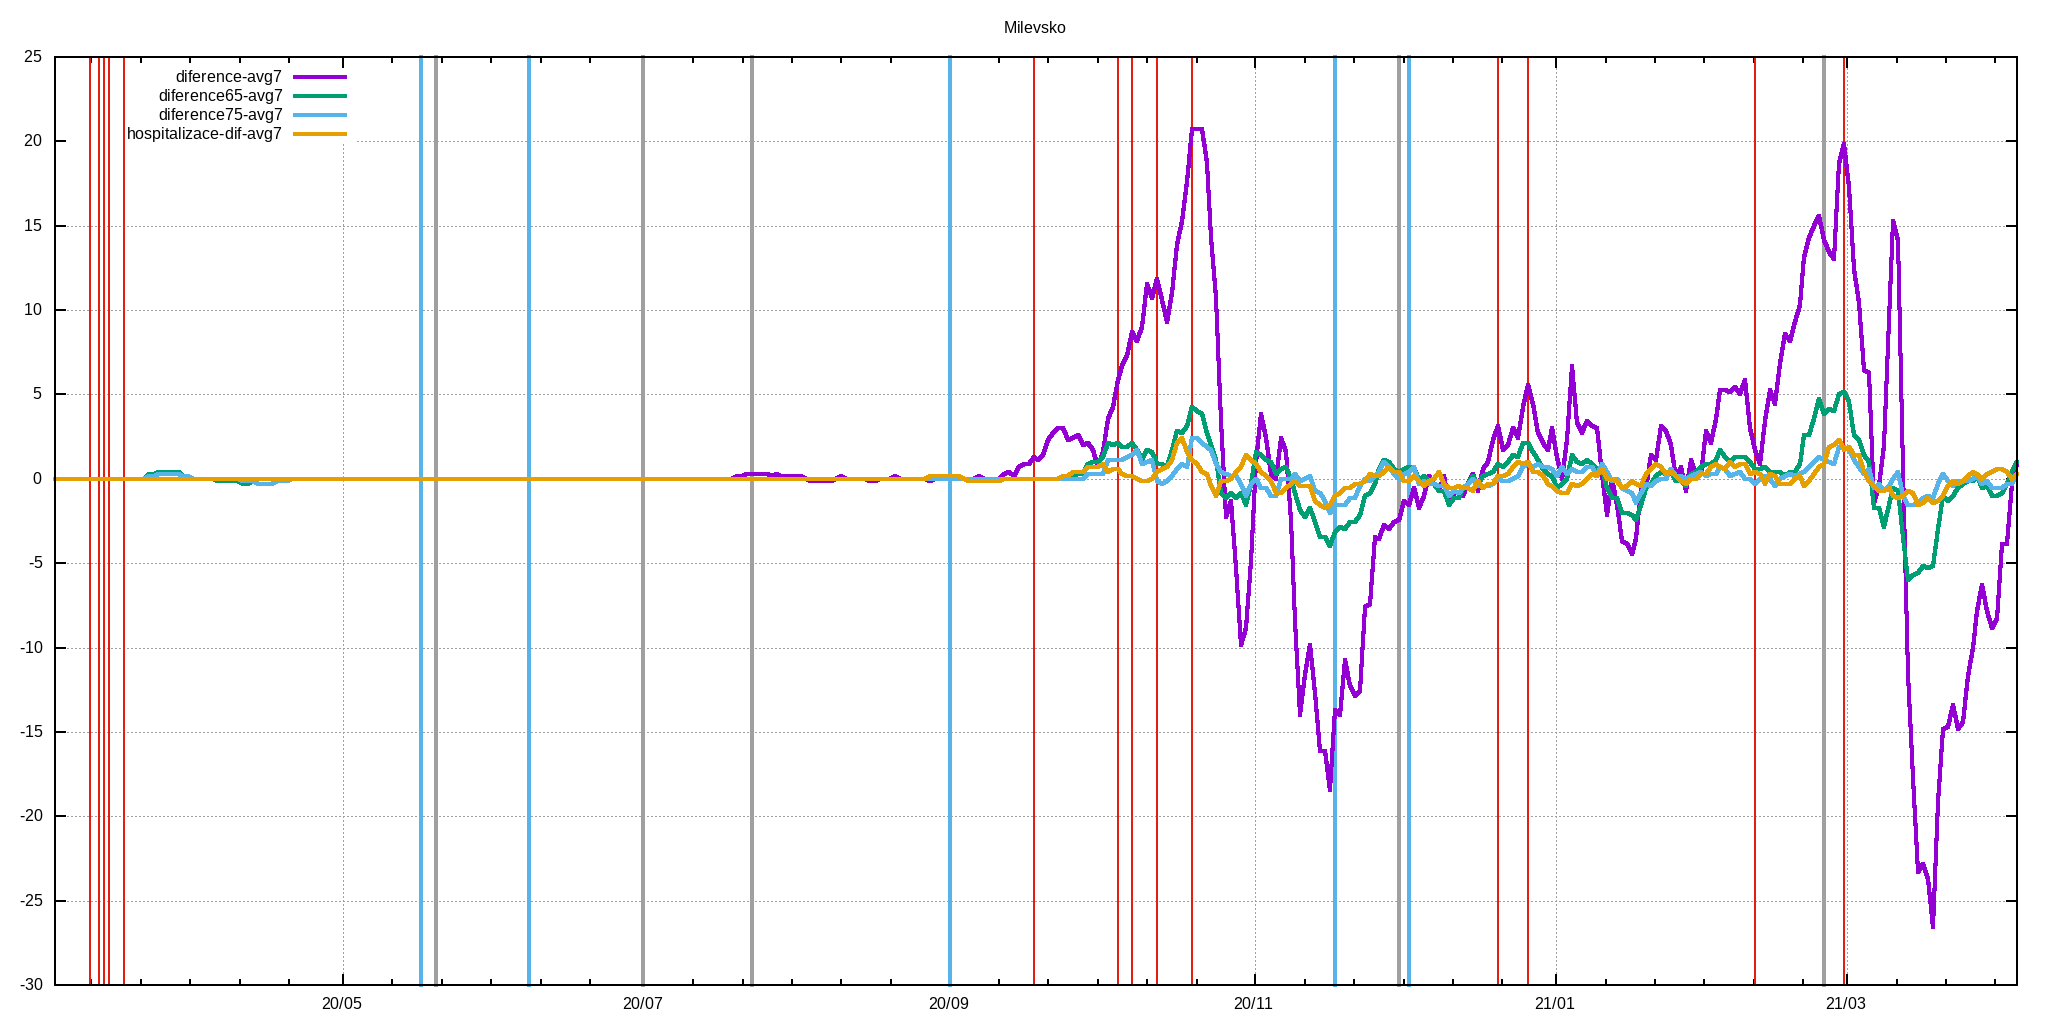 Milevsko
25
diference-avg7
diference65-avg7
diference75-avg7
hospitalizace-dif-avg7
20
15
10
5
0
-5
-10
-15
-20
-25
-30
20/05 20/07 20/09 20/11 21/01 21/03